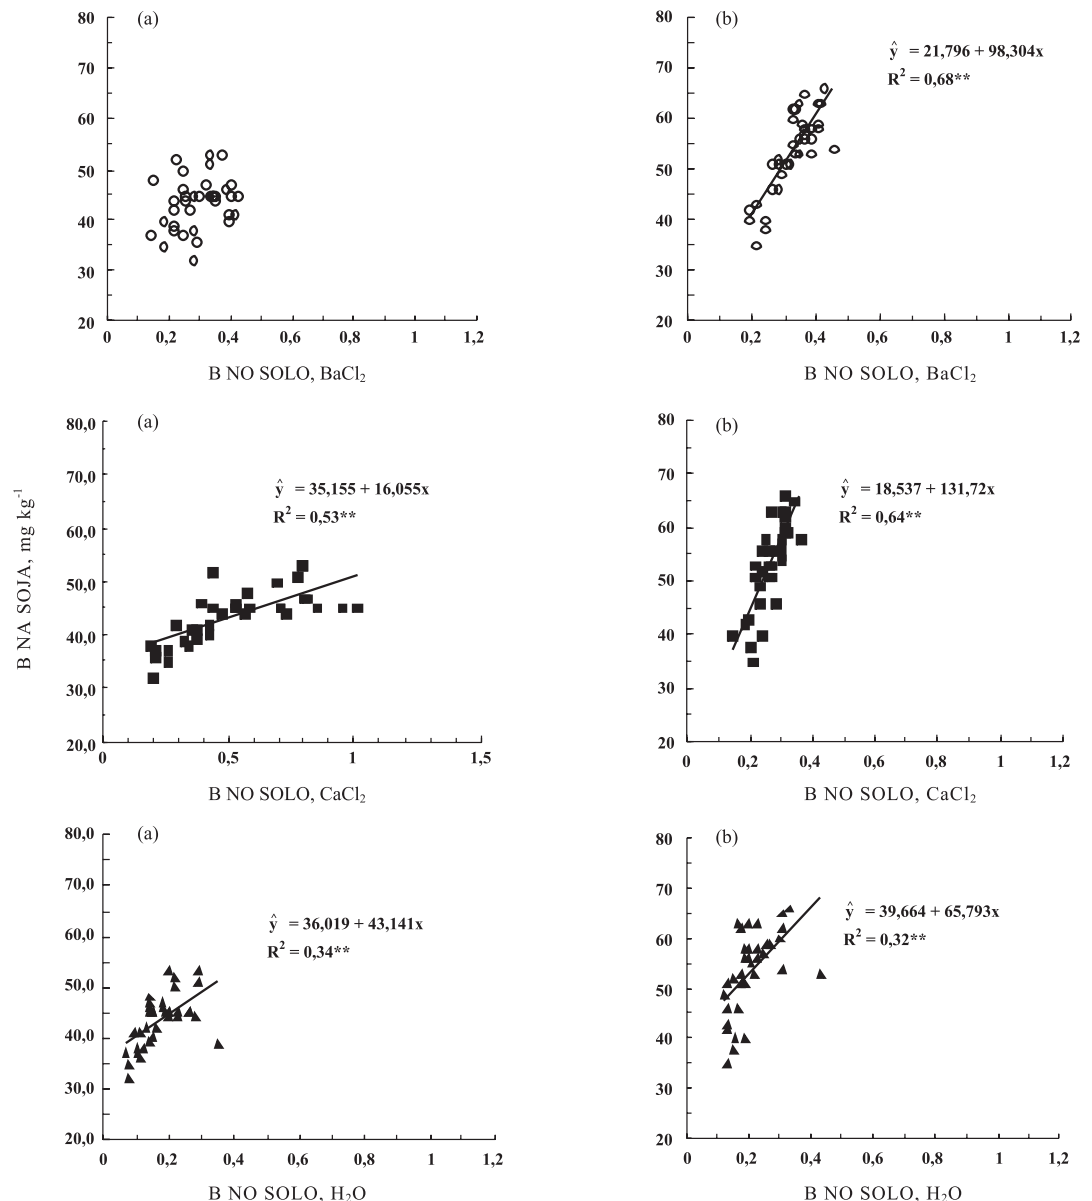 (a)
80
70
60
50
40
30
20
0 0,2 0,4 0,6 0,8 1 1,2
B NO SOLO, BaCl₂
(b)
ŷ = 21,796 + 98,304x
R² = 0,68**
80
70
60
50
40
30
20
0 0,2 0,4 0,6 0,8 1 1,2
B NO SOLO, BaCl₂
B NA SOJA, mg kg⁻¹
(a)
ŷ = 35,155 + 16,055x
R² = 0,53**
80,0
70,0
60,0
50,0
40,0
30,0
20,0
0 0,5 1 1,5
B NO SOLO, CaCl₂
(b)
ŷ = 18,537 + 131,72x
R² = 0,64**
80
70
60
50
40
30
20
0 0,2 0,4 0,6 0,8 1 1,2
B NO SOLO, CaCl₂
(a)
ŷ = 36,019 + 43,141x
R² = 0,34**
80,0
70,0
60,0
50,0
40,0
30,0
20,0
0 0,2 0,4 0,6 0,8 1 1,2
B NO SOLO, H₂O
(b)
ŷ = 39,664 + 65,793x
R² = 0,32**
80
70
60
50
40
30
20
0 0,2 0,4 0,6 0,8 1 1,2
B NO SOLO, H₂O